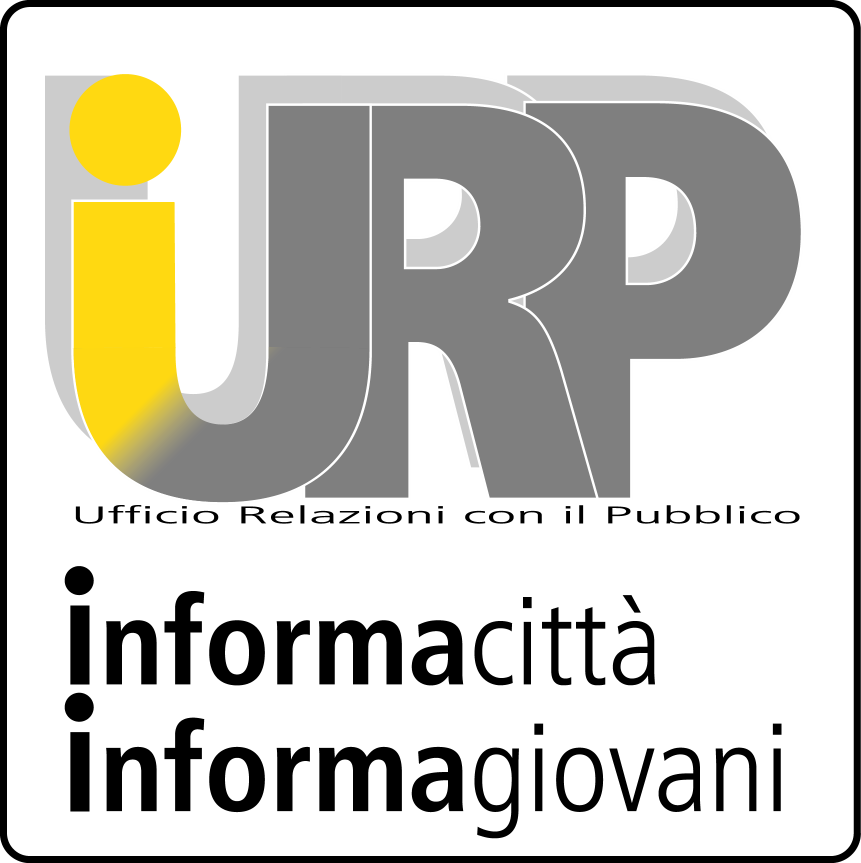 iURP
Ufficio Relazioni con il Pubblico
informacittà
informagiovani